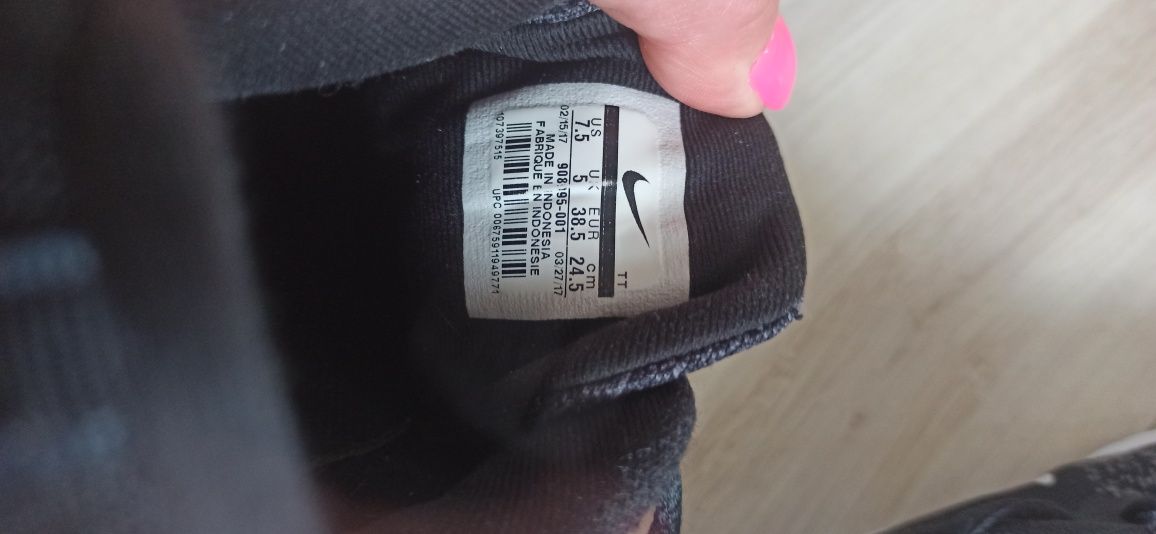 TT
US UK EUR cm
7.5 5 38.5 24.5
02/15/17 908995-001 03/27/17
MADE IN INDONESIA
FABRIQUE EN INDONESIE
UPC 00675911949771
107397515